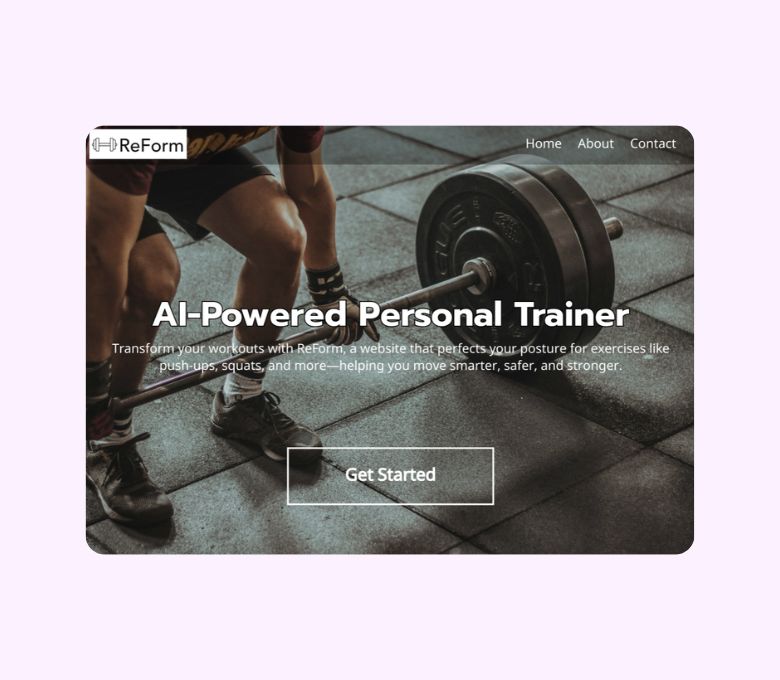 ReForm
Home About Contact
AI-Powered Personal Trainer
Transform your workouts with ReForm, a website that perfects your posture for exercises like
push-ups, squats, and more—helping you move smarter, safer, and stronger.
Get Started